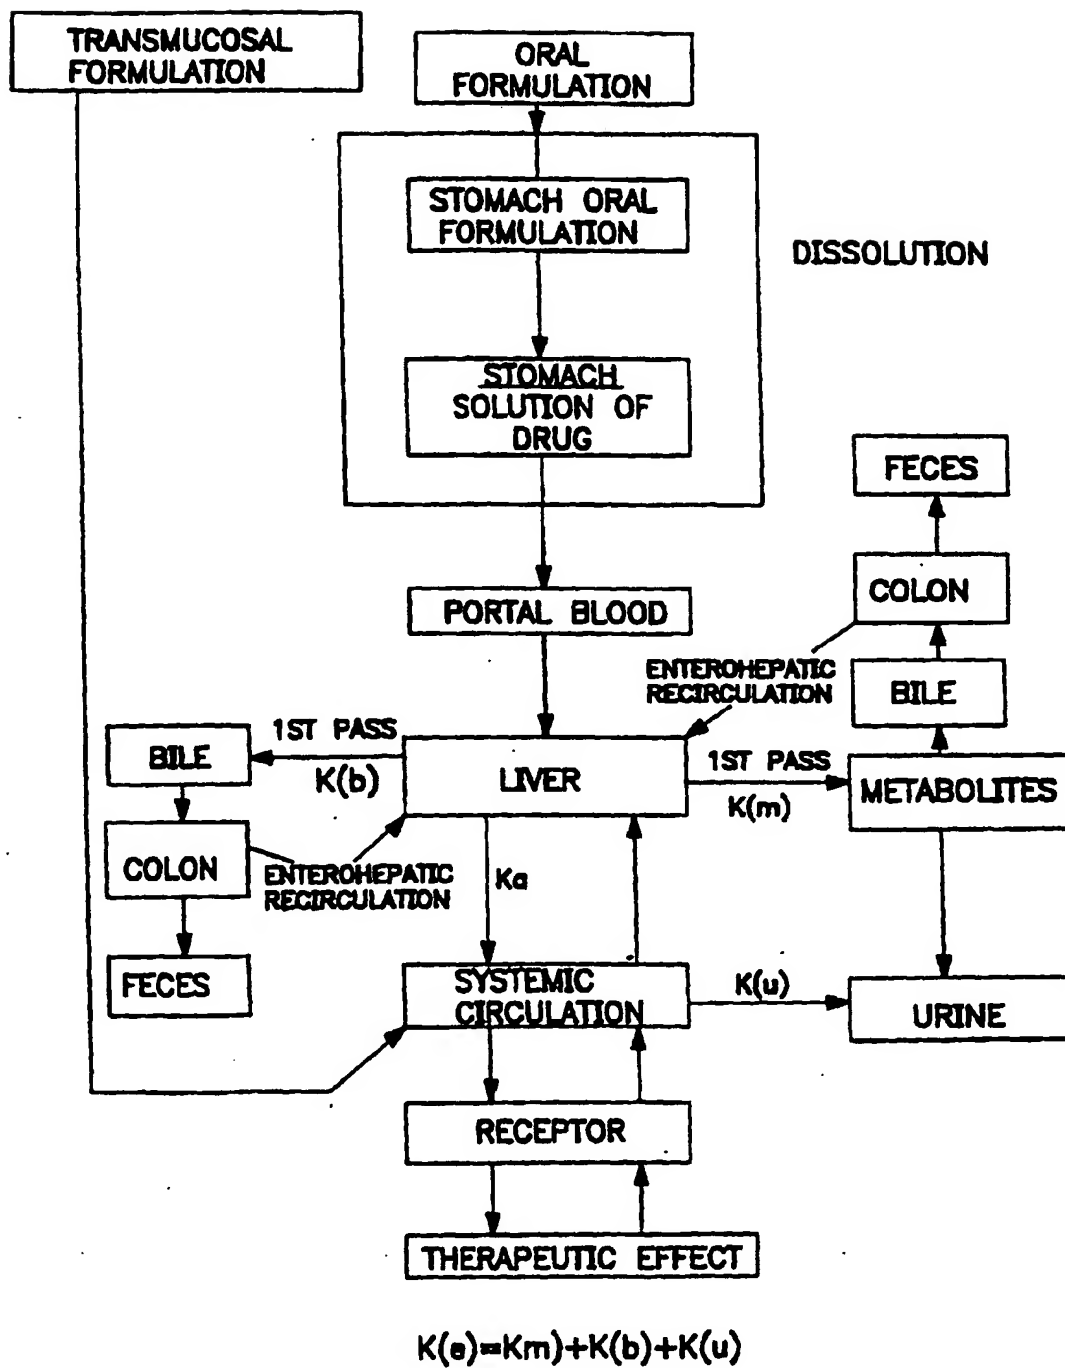 TRANSMUCOSAL
FORMULATION
ORAL
FORMULATION
STOMACH ORAL
FORMULATION
DISSOLUTION
STOMACH
SOLUTION OF
DRUG
FECES
COLON
PORTAL BLOOD
ENTEROHEPATIC
RECIRCULATION
BILE
1ST PASS
BILE
K(b)
LIVER
1ST PASS
K(m)
METABOLITES
COLON
ENTEROHEPATIC
RECIRCULATION
Ka
FECES
SYSTEMIC
CIRCULATION
K(u)
URINE
RECEPTOR
THERAPEUTIC EFFECT
K(e)=Km)+K(b)+K(u)